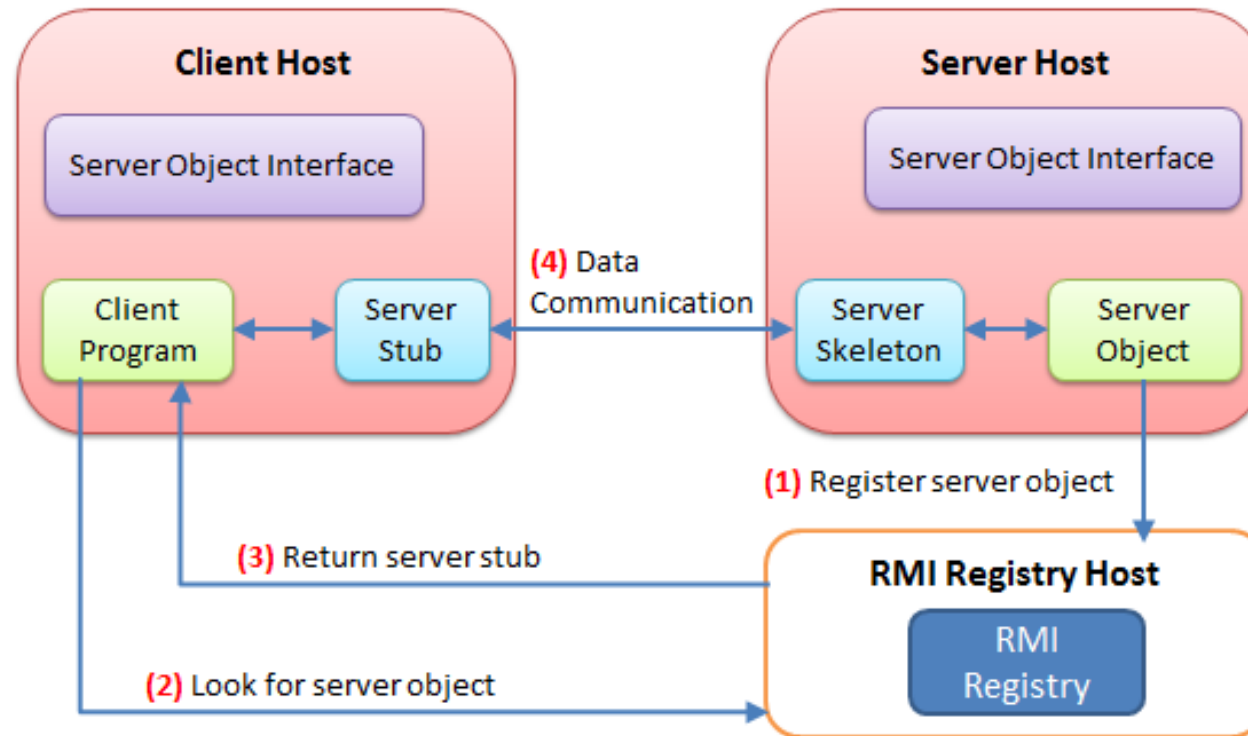 Client Host
Server Object Interface
Client
Program
Server
Stub
(4) Data
Communication
Server Host
Server Object Interface
Server
Skeleton
Server
Object
(1) Register server object
(3) Return server stub
(2) Look for server object
RMI Registry Host
RMI
Registry